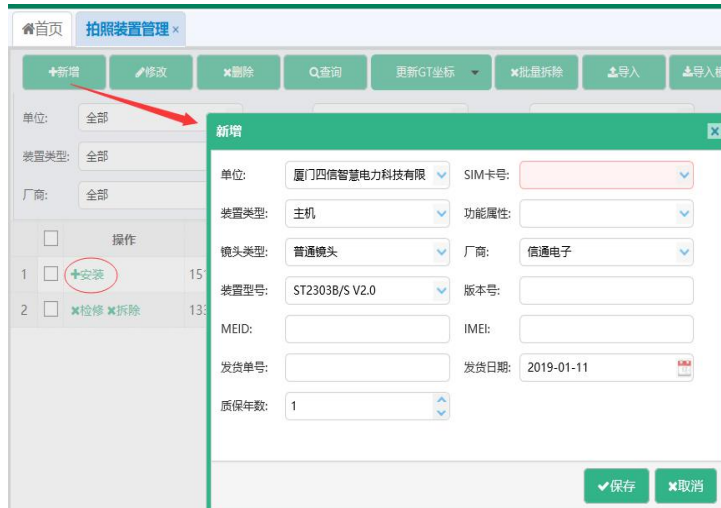 首页 拍照装置管理 ×
新增 修改 删除 查询 更新GT坐标 批量拆除 导入 导入
单位: 全部
装置类型: 全部
厂商: 全部
操作
1 安装 151
2 检修 拆除 133
新增
单位: 厦门四信智慧电力科技有限 SIM卡号:
装置类型: 主机 功能属性:
镜头类型: 普通镜头 厂商: 信通电子
装置型号: ST2303B/S V2.0 版本号:
MEID: IMEI:
发货单号: 发货日期: 2019-01-11
质保年数: 1
保存 取消